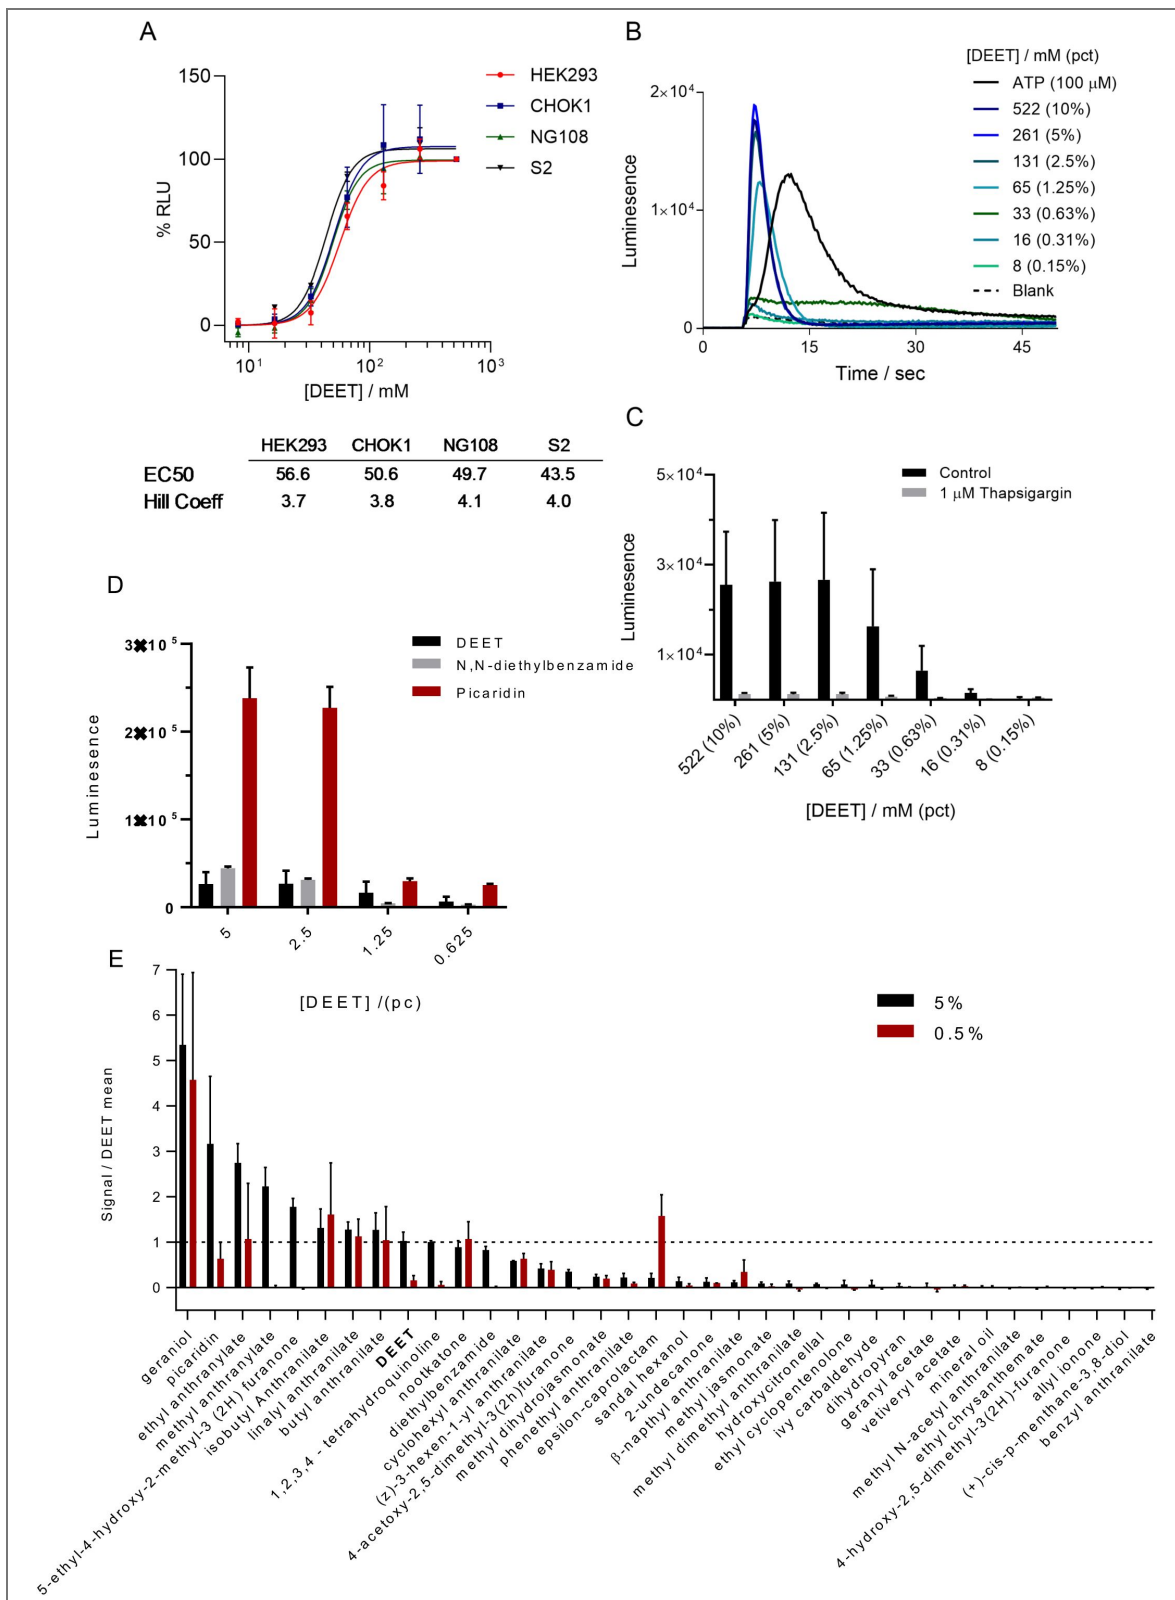 A
150
100
50
0
% RLU
10¹
10²
10³
[DEET] / mM
HEK293
CHOK1
NG108
S2
HEK293 CHOK1 NG108 S2
EC50 56.6 50.6 49.7 43.5
Hill Coeff 3.7 3.8 4.1 4.0
B
[DEET] / mM (pct)
ATP (100 μM)
522 (10%)
261 (5%)
131 (2.5%)
65 (1.25%)
33 (0.63%)
16 (0.31%)
8 (0.15%)
Blank
2×10⁴
1×10⁴
0
Luminesence
0 15 30 45
Time / sec
C
Control
1 μM Thapsigargin
5×10⁴
3×10⁴
1×10⁴
Luminesence
522 (10%)
261 (5%)
131 (2.5%)
65 (1.25%)
33 (0.63%)
16 (0.31%)
8 (0.15%)
[DEET] / mM (pct)
D
DEET
N,N-diethylbenzamide
Picaridin
3×10⁵
2×10⁵
1×10⁵
0
Luminesence
5
2.5
1.25
0.625
[DEET] /(pc)
E
5%
0.5%
7
6
5
4
3
2
1
0
Signal / DEET mean
geraniol
picaridin
ethyl anthranylate
methyl anthranylate
5-ethyl-4-hydroxy-2-methyl-3 (2H) furanone
isobutyl Anthranilate
linalyl anthranilate
butyl anthranilate
DEET
1,2,3,4 - tetrahydroquinoline
nootkatone
diethylbenzamide
cyclohexyl anthranilate
(z)-3-hexen-1-yl anthranilate
4-acetoxy-2,5-dimethyl-3(2h)furanone
methyl dihydrojasmonate
phenethyl anthranilate
epsilon-caprolactam
sandal hexanol
2-undecanone
β-napthyl anthranilate
methyl jasmonate
methyl dimethyl anthranilate
hydroxycitronellal
ethyl cyclopentenolone
ivy carbaldehyde
dihydropyran
geranyl acetate
vetiveryl acetate
mineral oil
methyl N-acetyl anthranilate
ethyl chrysanthemate
4-hydroxy-2,5-dimethyl-3(2H)-furanone
allyl ionone
(+)-cis-p-menthane-3,8-diol
benzyl anthranilate